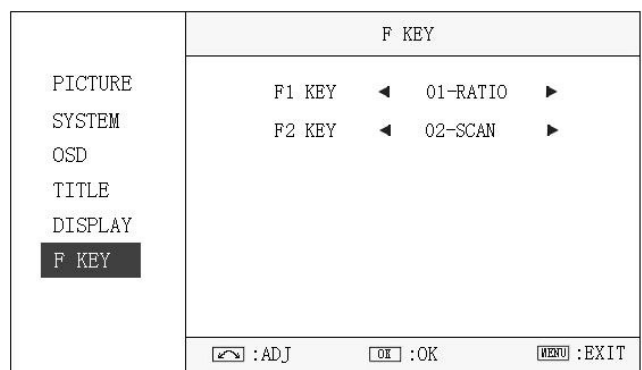 F KEY
PICTURE
SYSTEM
OSD
TITLE
DISPLAY
F KEY
F1 KEY ◀ 01-RATIO ▶
F2 KEY ◀ 02-SCAN ▶
:ADJ OK :OK MENU :EXIT